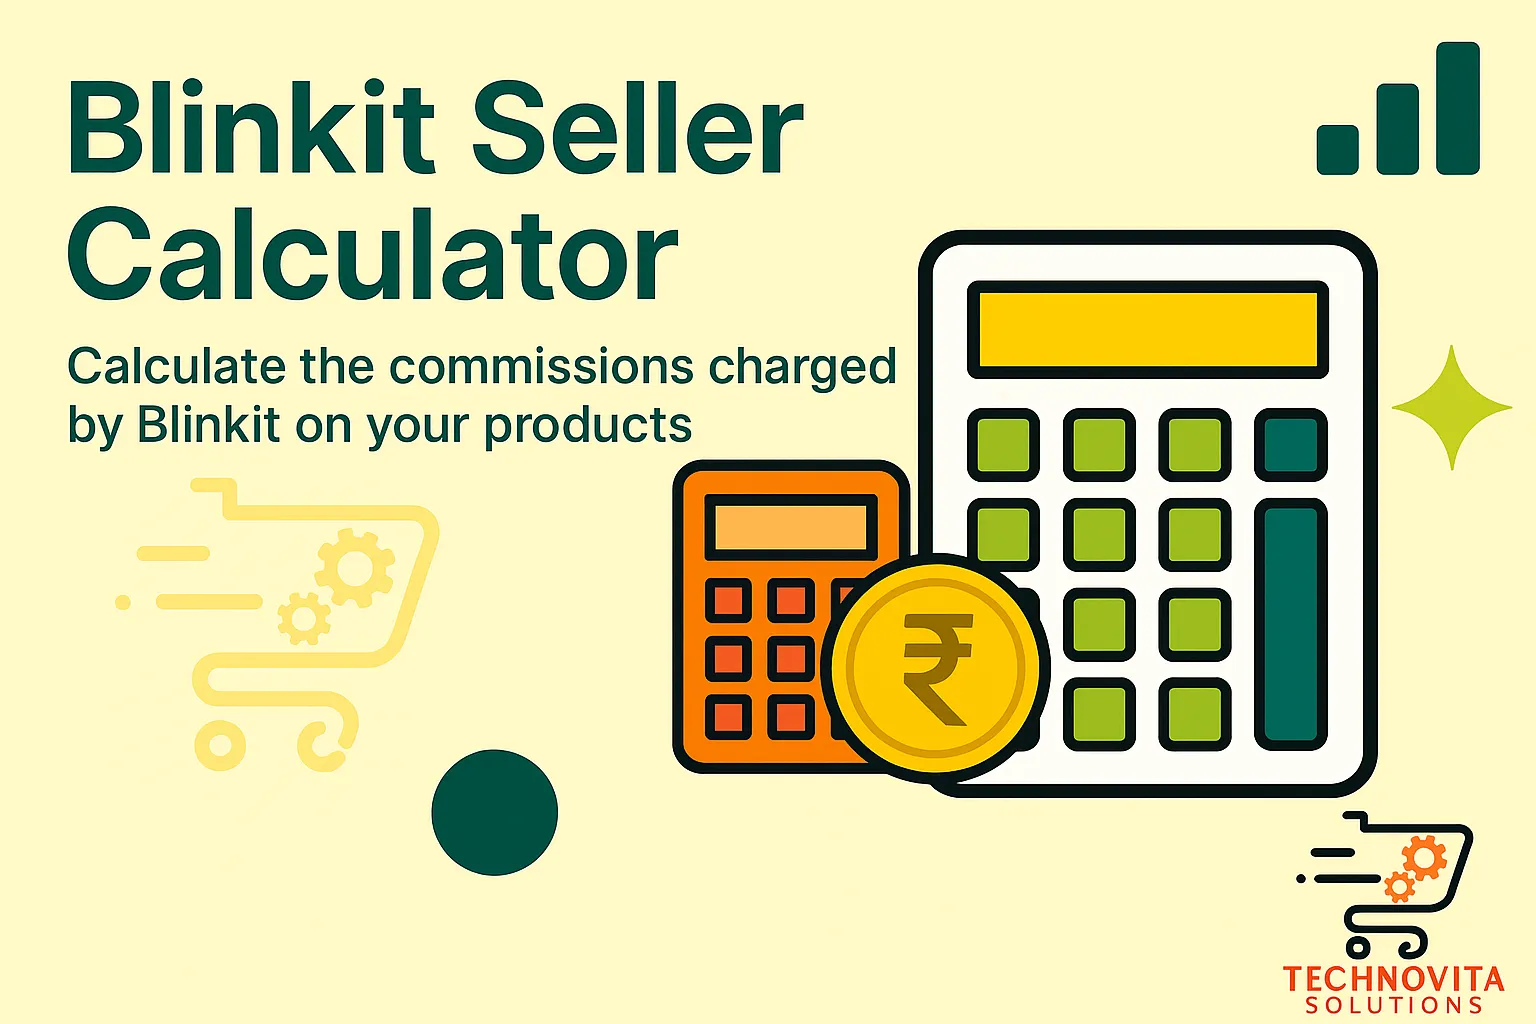 Blinkit Seller
Calculator
Calculate the commissions charged
by Blinkit on your products
₹
TECHNOVITA
SOLUTIONS